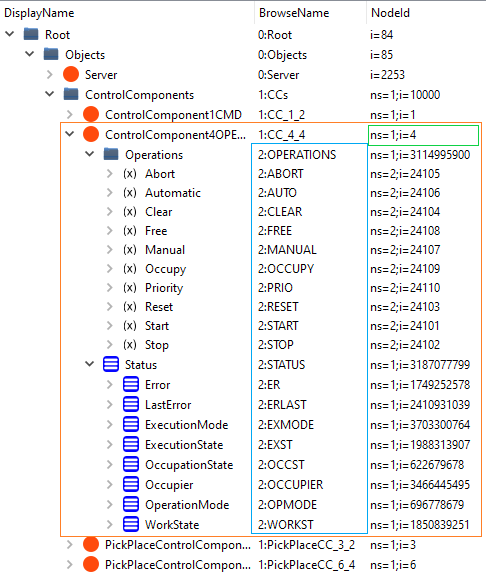 DisplayName BrowseName NodeId
Root 0:Root i=84
Objects 0:Objects i=85
Server 0:Server i=2253
ControlComponents 1:CCs ns=1;i=10000
ControlComponent1CMD 1:CC_1_2 ns=1;i=1
ControlComponent4OPE... 1:CC_4_4 ns=1;i=4
Operations 2:OPERATIONS ns=1;i=3114995900
(x) Abort 2:ABORT ns=2;i=24105
(x) Automatic 2:AUTO ns=2;i=24106
(x) Clear 2:CLEAR ns=2;i=24104
(x) Free 2:FREE ns=2;i=24108
(x) Manual 2:MANUAL ns=2;i=24107
(x) Occupy 2:OCCUPY ns=2;i=24109
(x) Priority 2:PRIO ns=2;i=24110
(x) Reset 2:RESET ns=2;i=24103
(x) Start 2:START ns=2;i=24101
(x) Stop 2:STOP ns=2;i=24102
Status 2:STATUS ns=1;i=3187077799
Error 2:ER ns=1;i=1749252578
LastError 2:ERLAST ns=1;i=2410931039
ExecutionMode 2:EXMODE ns=1;i=3703300764
ExecutionState 2:EXST ns=1;i=1988313907
OccupationState 2:OCCST ns=1;i=622679678
Occupier 2:OCCUPIER ns=1;i=3466445495
OperationMode 2:OPMODE ns=1;i=696778679
WorkState 2:WORKST ns=1;i=1850839251
PickPlaceControlCompon... 1:PickPlaceCC_3_2 ns=1;i=3
PickPlaceControlCompon... 1:PickPlaceCC_6_4 ns=1;i=6